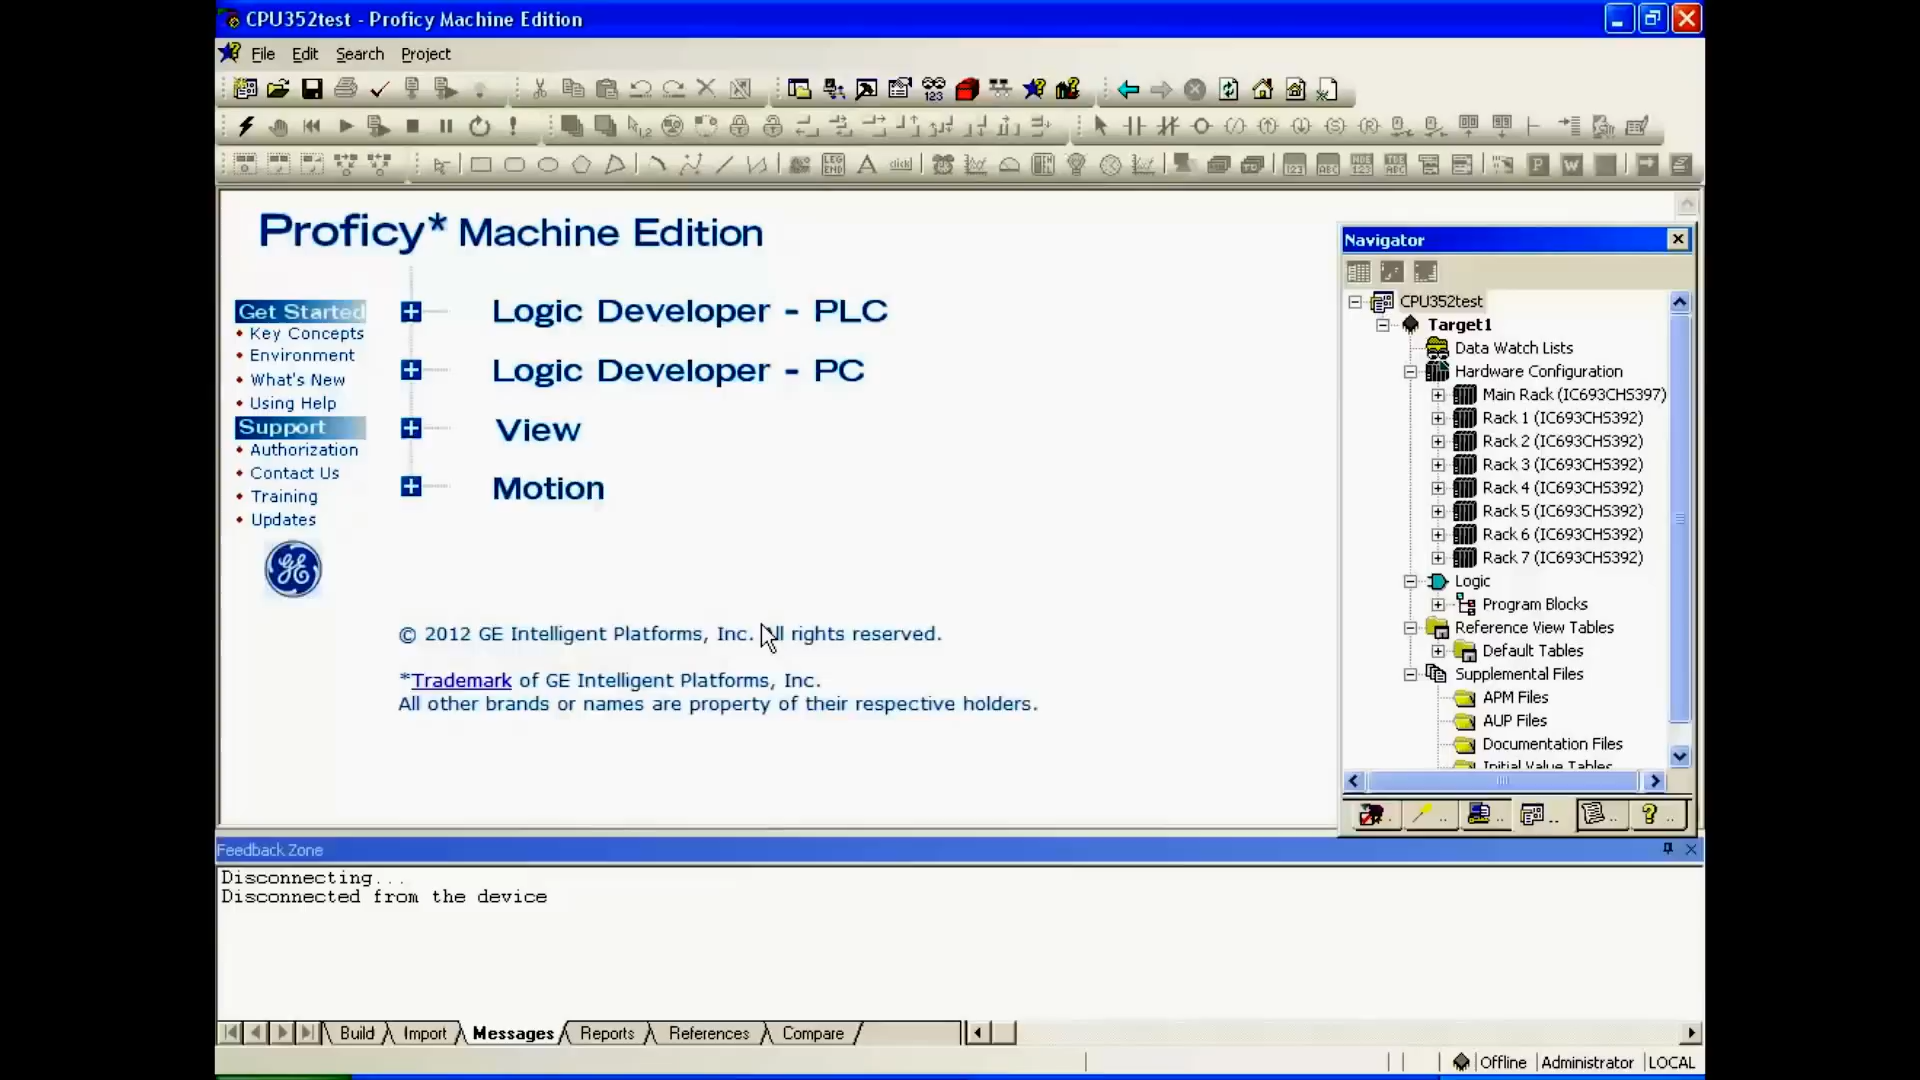 CPU352test - Proficy Machine Edition
File Edit Search Project
Proficy* Machine Edition
Get Started
Key Concepts
Environment
What's New
Using Help
Support
Authorization
Contact Us
Training
Updates
Logic Developer - PLC
Logic Developer - PC
View
Motion
© 2012 GE Intelligent Platforms, Inc. All rights reserved.
*Trademark of GE Intelligent Platforms, Inc.
All other brands or names are property of their respective holders.
Navigator
CPU352test
Target1
Data Watch Lists
Hardware Configuration
Main Rack (IC693CHS397)
Rack 1 (IC693CHS392)
Rack 2 (IC693CHS392)
Rack 3 (IC693CHS392)
Rack 4 (IC693CHS392)
Rack 5 (IC693CHS392)
Rack 6 (IC693CHS392)
Rack 7 (IC693CHS392)
Logic
Program Blocks
Reference View Tables
Default Tables
Supplemental Files
APM Files
AUP Files
Documentation Files
Initial Value Tables
Feedback Zone
Disconnecting...
Disconnected from the device
Build Import Messages Reports References Compare
Offline Administrator LOCAL